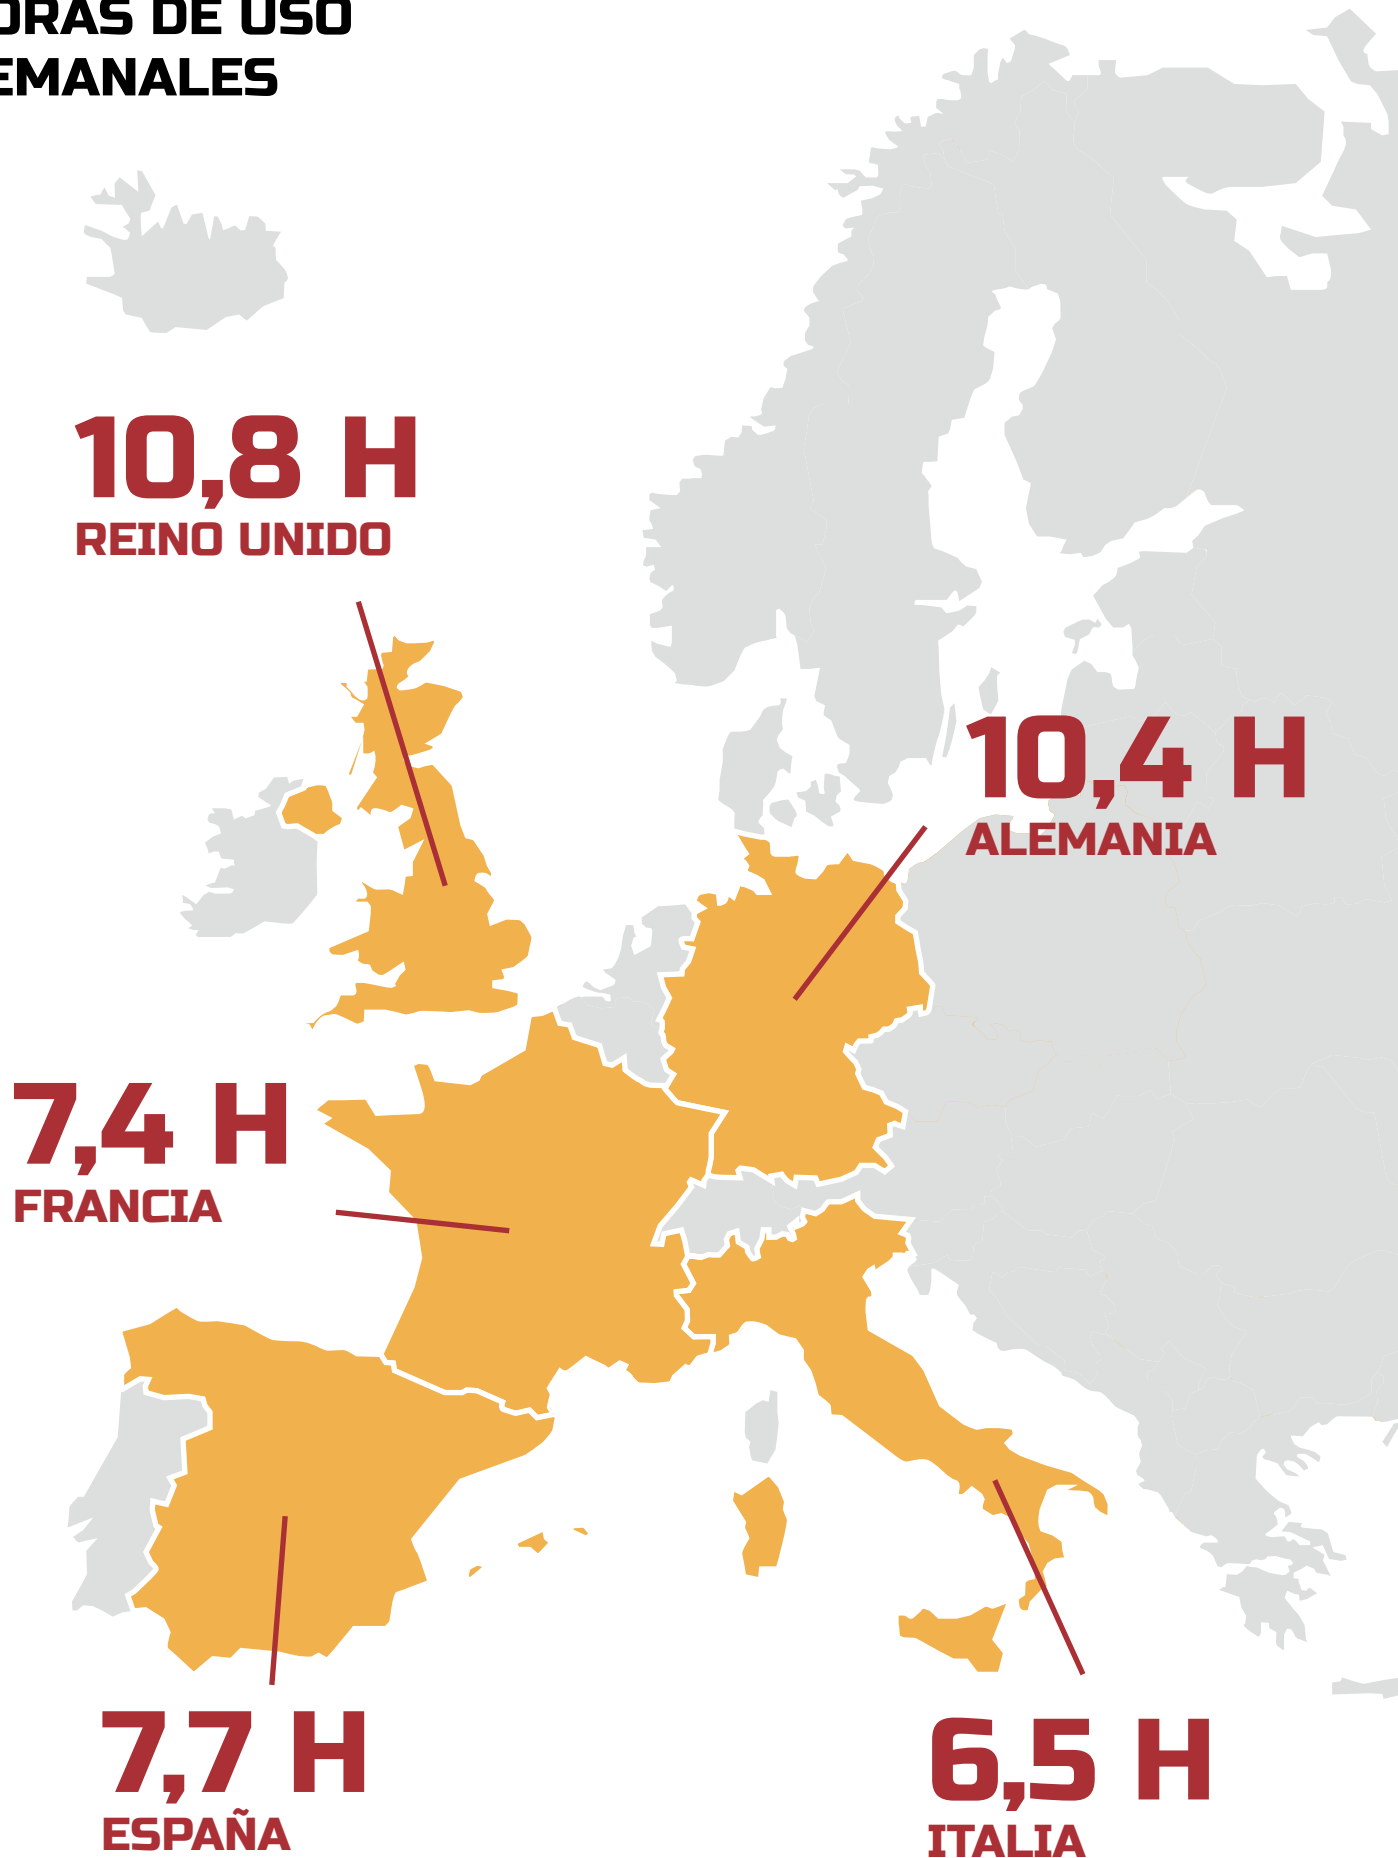 ORAS DE USO
EMANALES
10,8 H
REINO UNIDO
10,4 H
ALEMANIA
7,4 H
FRANCIA
7,7 H
ESPAÑA
6,5 H
ITALIA